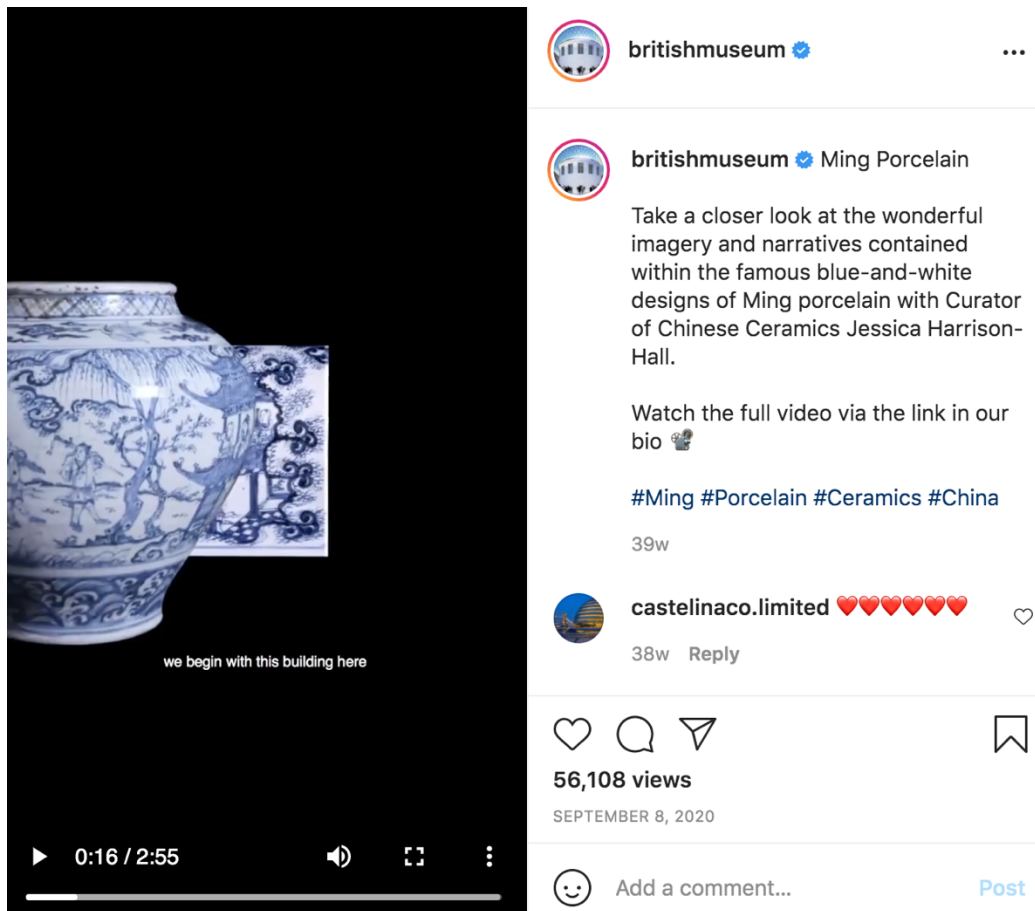 we begin with this building here
0:16 / 2:55
britishmuseum
britishmuseum Ming Porcelain
Take a closer look at the wonderful
imagery and narratives contained
within the famous blue-and-white
designs of Ming porcelain with Curator
of Chinese Ceramics Jessica Harrison-
Hall.
Watch the full video via the link in our
bio 📽
#Ming #Porcelain #Ceramics #China
39w
castelinaco.limited ❤️❤️❤️❤️❤️❤️
38w Reply
56,108 views
SEPTEMBER 8, 2020
Add a comment...
Post